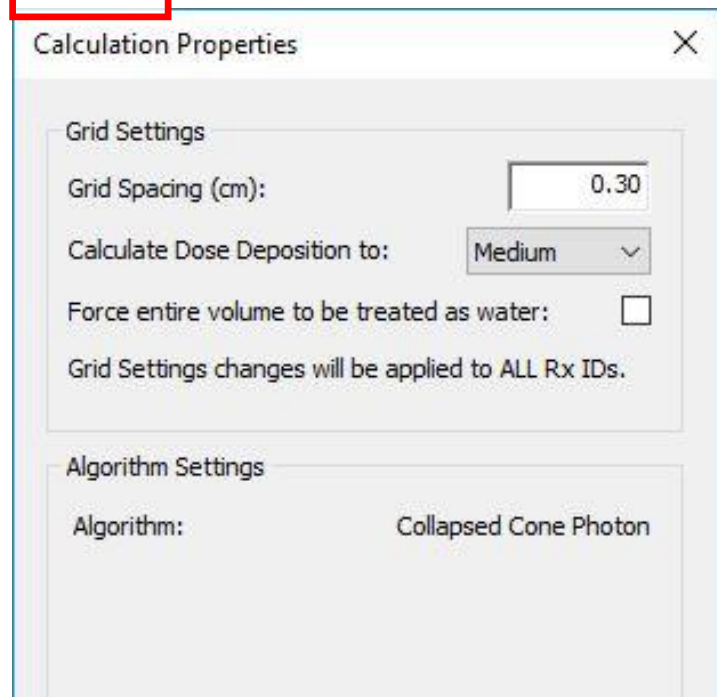 Calculation Properties
Grid Settings
Grid Spacing (cm): 0.30
Calculate Dose Deposition to: Medium
Force entire volume to be treated as water:
Grid Settings changes will be applied to ALL Rx IDs.
Algorithm Settings
Algorithm: Collapsed Cone Photon